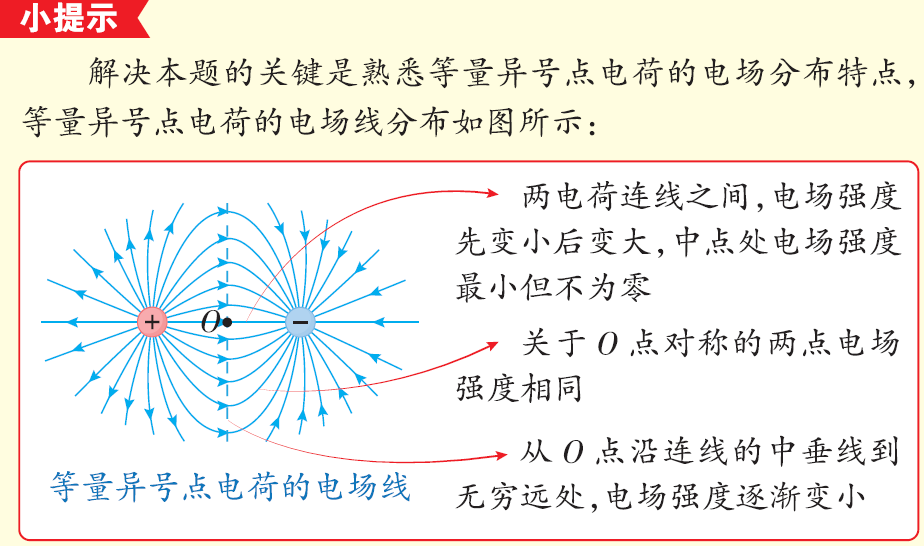 小提示
解决本题的关键是熟悉等量异号点电荷的电场分布特点，
等量异号点电荷的电场线分布如图所示：
两电荷连线之间，电场强度
先变小后变大，中点处电场强度
最小但不为零
+
O
−
关于 O 点对称的两点电场
强度相同
从 O 点沿连线的中垂线到
无穷远处，电场强度逐渐变小
等量异号点电荷的电场线